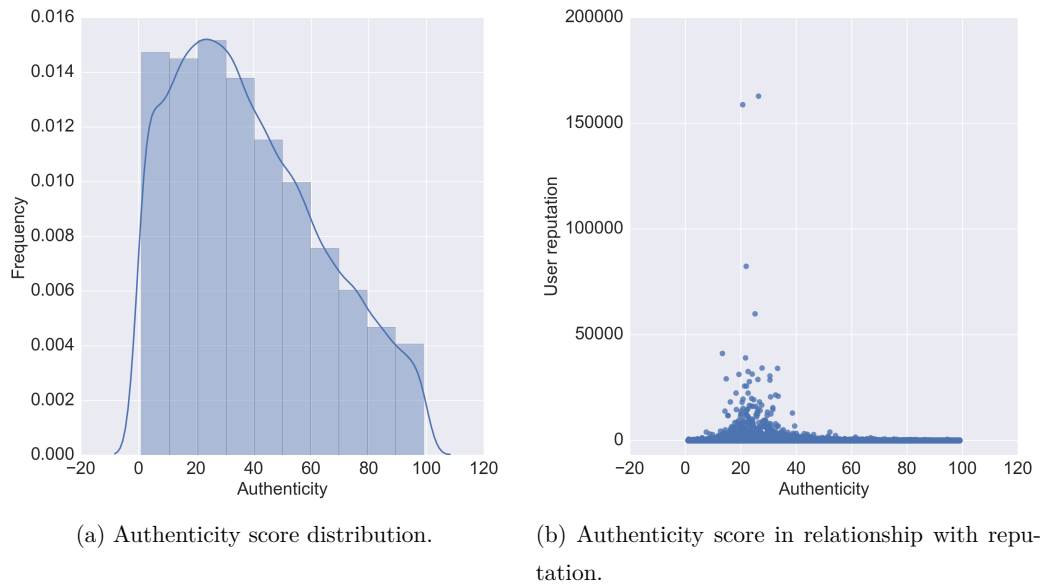 0.016
0.014
0.012
0.010
0.008
0.006
0.004
0.002
0.000
Frequency
−20 0 20 40 60 80 100 120
Authenticity
(a) Authenticity score distribution.
200000
150000
100000
50000
0
User reputation
−20 0 20 40 60 80 100 120
Authenticity
(b) Authenticity score in relationship with repu-
tation.